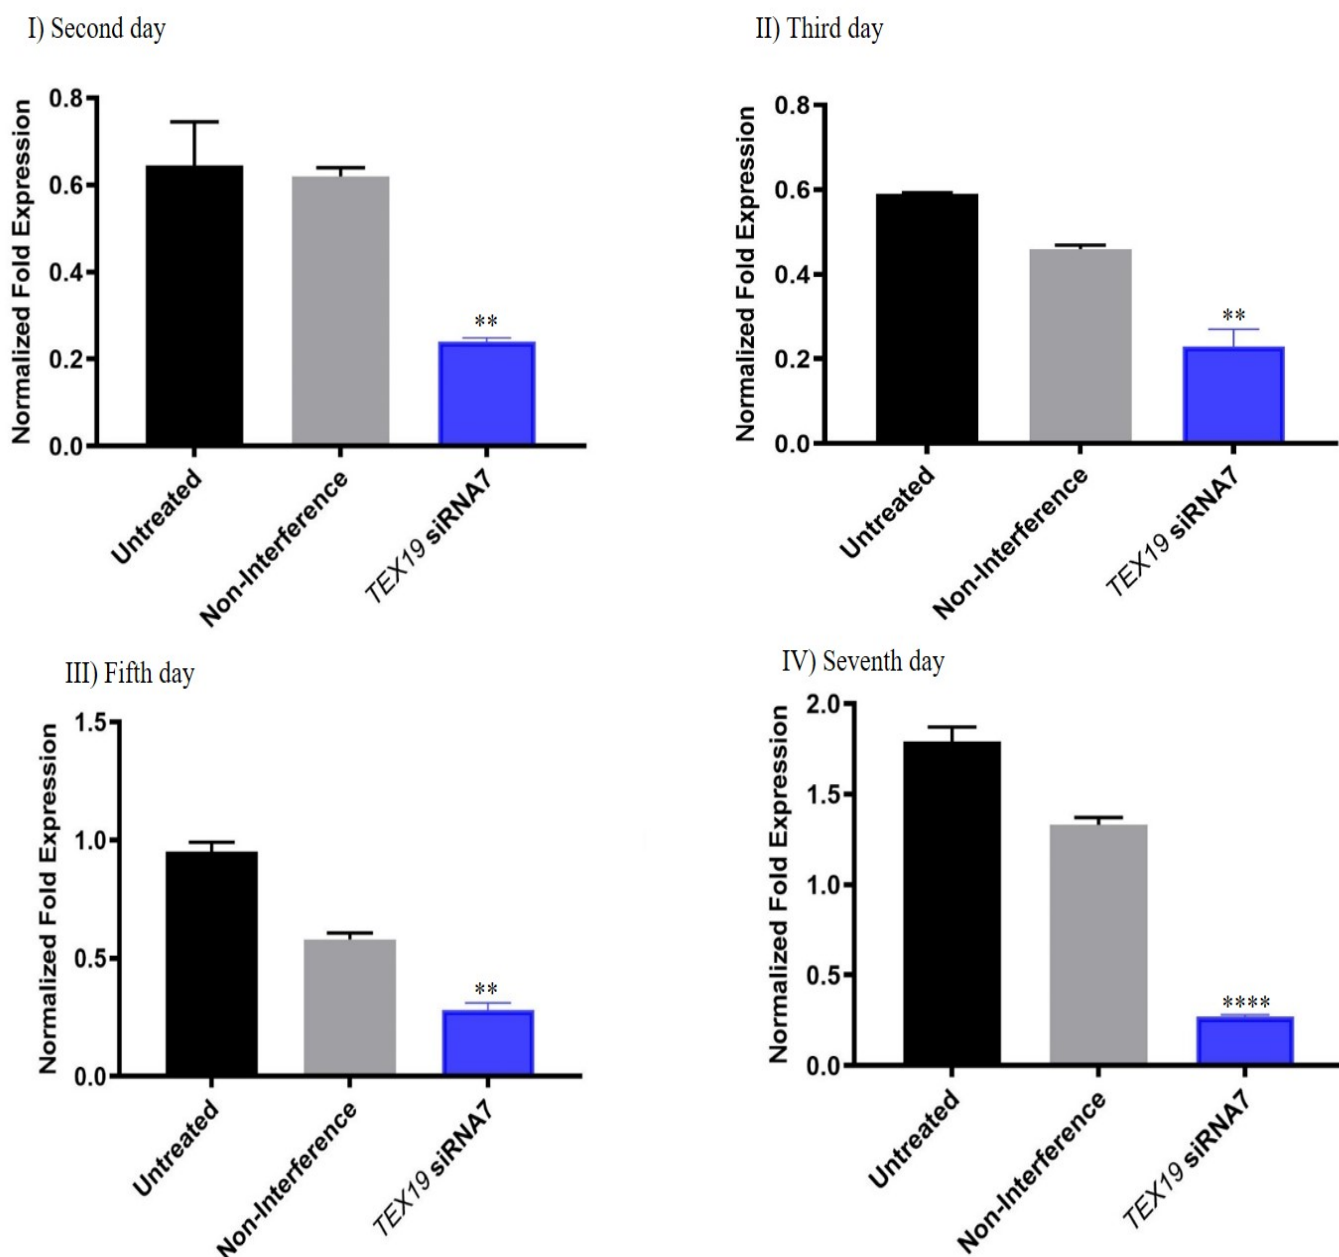 I) Second day
Normalized Fold Expression
0.8
0.6
0.4
0.2
0.0
**
Untreated
Non-Interference
TEX19 siRNA7
II) Third day
Normalized Fold Expression
0.8
0.6
0.4
0.2
0.0
**
Untreated
Non-Interference
TEX19 siRNA7
III) Fifth day
Normalized Fold Expression
1.5
1.0
0.5
0.0
**
Untreated
Non-Interference
TEX19 siRNA7
IV) Seventh day
Normalized Fold Expression
2.0
1.5
1.0
0.5
0.0
****
Untreated
Non-Interference
TEX19 siRNA7